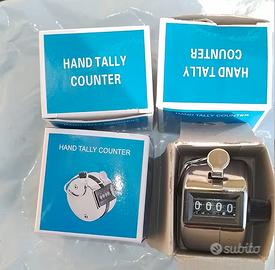 HAND TALLY
COUNTER
HAND TALLY
COUNTER
HAND TALLY COUNTER
0000
subito